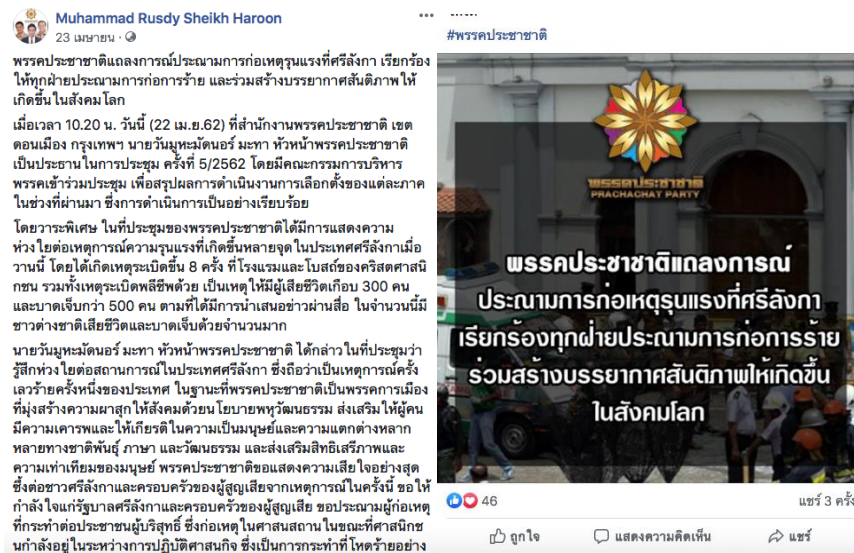 Muhammad Rusdy Sheikh Haroon
23 เมษายน ·
พรรคประชาชาติแถลงการณ์ประณามการก่อเหตุรุนแรงที่ศรีลังกา เรียกร้อง
ให้ทุกฝ่ายประณามการก่อการร้าย และร่วมสร้างบรรยากาศสันติภาพให้
เกิดขึ้นในสังคมโลก
เมื่อเวลา 10.20 น. วันนี้ (22 เม.ย.62) ที่สำนักงานพรรคประชาชาติ เขต
ดอนเมือง กรุงเทพฯ นายวันมูหะมัดนอร์ มะทา หัวหน้าพรรคประชาชาติ
เป็นประธานในการประชุม ครั้งที่ 5/2562 โดยมีคณะกรรมการบริหาร
พรรคเข้าร่วมประชุม เพื่อสรุปผลการดำเนินงานการเลือกตั้งของแต่ละภาค
ในช่วงที่ผ่านมา ซึ่งการดำเนินการเป็นอย่างเรียบร้อย
โดยวาระพิเศษ ในที่ประชุมของพรรคประชาชาติได้มีการแสดงความ
ห่วงใยต่อเหตุการณ์ความรุนแรงที่เกิดขึ้นหลายจุดในประเทศศรีลังกาเมื่อ
วานนี้ โดยได้เกิดเหตุระเบิดขึ้น 8 ครั้ง ที่โรงแรมและโบสถ์ของคริสตศาสนิ
กชน รวมทั้งเหตุระเบิดพลีชีพด้วย เป็นเหตุให้มีผู้เสียชีวิตเกือบ 300 คน
และบาดเจ็บกว่า 500 คน ตามที่ได้มีการนำเสนอข่าวผ่านสื่อ ในจำนวนนี้มี
ชาวต่างชาติเสียชีวิตและบาดเจ็บด้วยจำนวนมาก
นายวันมูหะมัดนอร์ มะทา หัวหน้าพรรคประชาชาติ ได้กล่าวในที่ประชุมว่า
รู้สึกห่วงใยต่อสถานการณ์ในประเทศศรีลังกา ซึ่งถือว่าเป็นเหตุการณ์ครั้ง
เลวร้ายครั้งหนึ่งของประเทศ ในฐานะที่พรรคประชาชาติเป็นพรรคการเมือง
ที่มุ่งสร้างความผาสุกให้สังคมด้วยนโยบายพหุวัฒนธรรม ส่งเสริมให้ผู้คน
มีความเคารพและให้เกียรติในความเป็นมนุษย์และความแตกต่างหลาก
หลายทางชาติพันธุ์ ภาษา และวัฒนธรรม และส่งเสริมสิทธิเสรีภาพและ
ความเท่าเทียมของมนุษย์ พรรคประชาชาติขอแสดงความเสียใจอย่างสุด
ซึ้งต่อชาวศรีลังกาและครอบครัวของผู้สูญเสียจากเหตุการณ์ในครั้งนี้ ขอให้
กำลังใจแก่รัฐบาลศรีลังกาและครอบครัวของผู้สูญเสีย ขอประณามผู้ก่อเหตุ
ที่กระทำต่อประชาชนผู้บริสุทธิ์ ซึ่งก่อเหตุในศาสนสถานในขณะที่ศาสนิกช
นกำลังอยู่ในระหว่างการปฏิบัติศาสนกิจ ซึ่งเป็นการกระทำที่โหดร้ายอย่าง
#พรรคประชาชาติ
พรรคประชาชาติ
PRACHACHAT PARTY
พรรคประชาชาติแถลงการณ์
ประณามการก่อเหตุรุนแรงที่ศรีลังกา
เรียกร้องทุกฝ่ายประณามการก่อการร้าย
ร่วมสร้างบรรยากาศสันติภาพให้เกิดขึ้น
ในสังคมโลก
46
แชร์ 3 ครั้ง
ถูกใจ
แสดงความคิดเห็น
แชร์